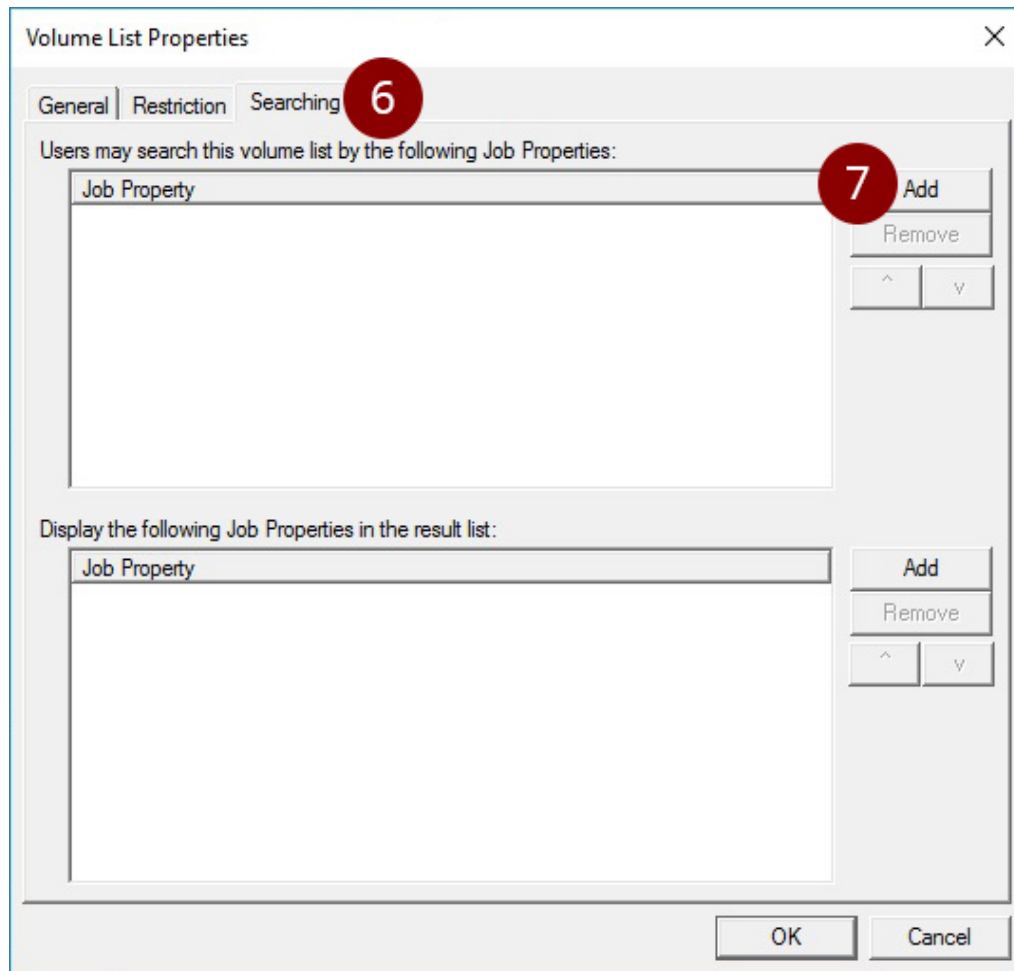 Volume List Properties
General Restriction Searching 6
Users may search this volume list by the following Job Properties:
Job Property 7 Add
Remove
^ v
Display the following Job Properties in the result list:
Job Property Add
Remove
^ v
OK Cancel